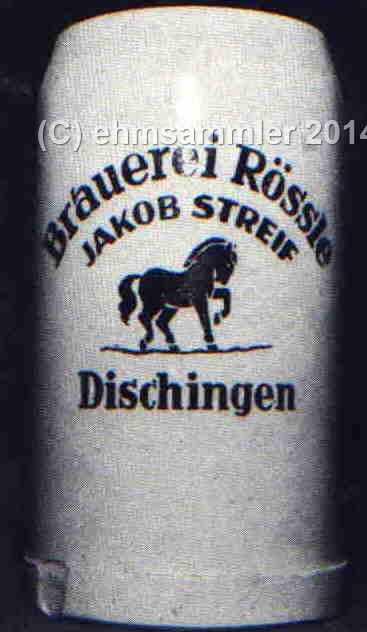 (C) ehmsammler 2014
Brauerei Rössle
JAKOB STREIF
Dischingen